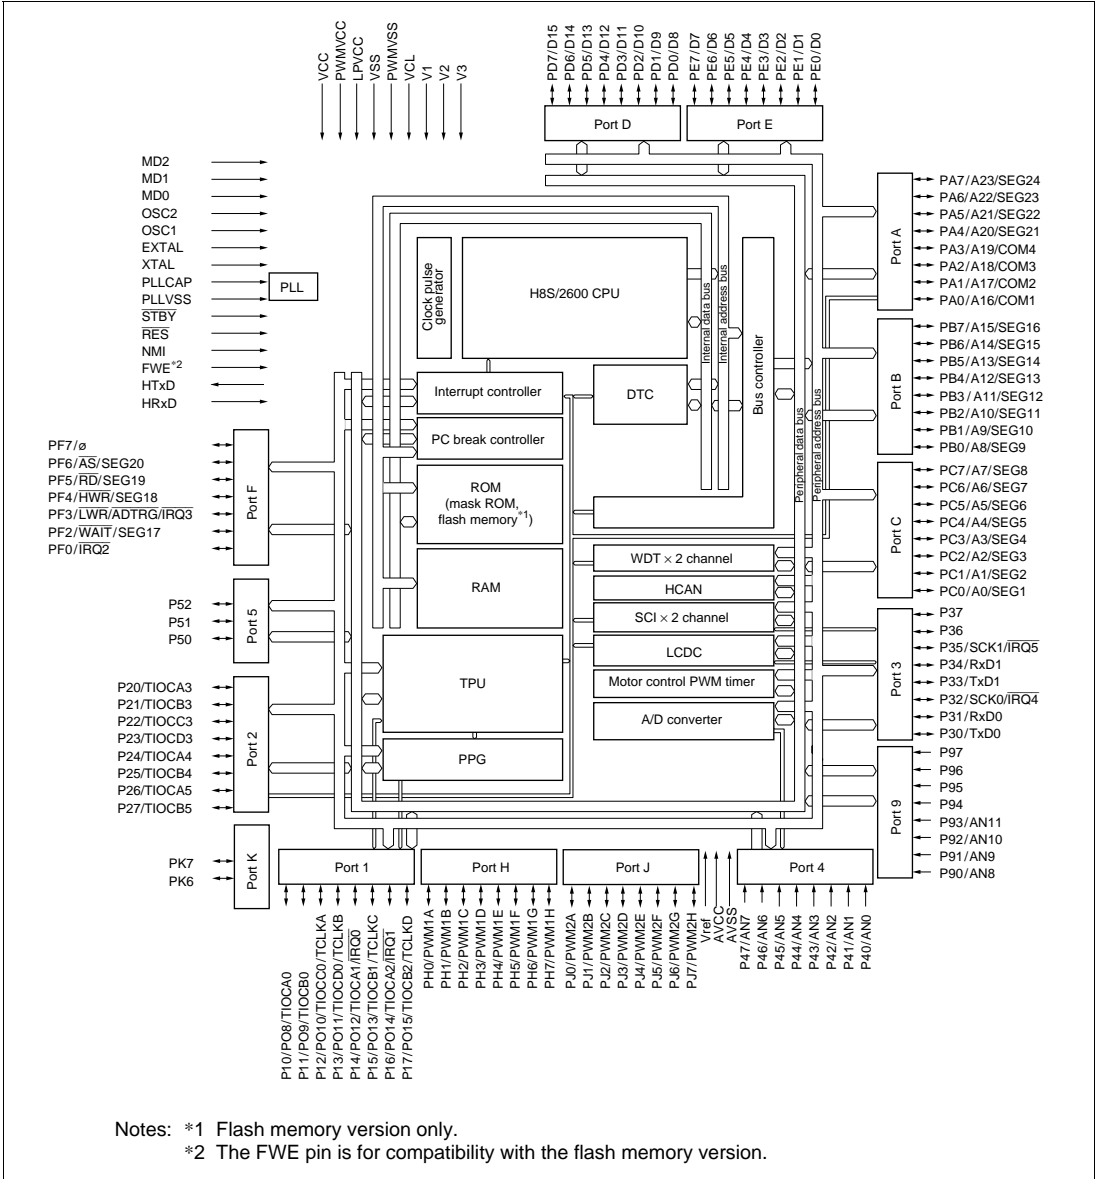 VCC
PWMVCC
LPVCC
VSS
PWMVSS
VCL
V1
V2
V3
PD7/D15
PD6/D14
PD5/D13
PD4/D12
PD3/D11
PD2/D10
PD1/D9
PD0/D8
PE7/D7
PE6/D6
PE5/D5
PE4/D4
PE3/D3
PE2/D2
PE1/D1
PE0/D0
Port D
Port E
MD2
MD1
MD0
OSC2
OSC1
EXTAL
XTAL
PLLCAP
PLLVSS
STBY
RES
NMI
FWE*2
HTxD
HRxD
PLL
Clock pulse
generator
H8S/2600 CPU
Internal data bus
Internal address bus
Bus controller
Peripheral data bus
Peripheral address bus
Interrupt controller
DTC
PC break controller
ROM
(mask ROM,
flash memory*1)
RAM
TPU
PPG
WDT × 2 channel
HCAN
SCI × 2 channel
LCDC
Motor control PWM timer
A/D converter
Port A
PA7/A23/SEG24
PA6/A22/SEG23
PA5/A21/SEG22
PA4/A20/SEG21
PA3/A19/COM4
PA2/A18/COM3
PA1/A17/COM2
PA0/A16/COM1
Port B
PB7/A15/SEG16
PB6/A14/SEG15
PB5/A13/SEG14
PB4/A12/SEG13
PB3/A11/SEG12
PB2/A10/SEG11
PB1/A9/SEG10
PB0/A8/SEG9
Port C
PC7/A7/SEG8
PC6/A6/SEG7
PC5/A5/SEG6
PC4/A4/SEG5
PC3/A3/SEG4
PC2/A2/SEG3
PC1/A1/SEG2
PC0/A0/SEG1
Port 3
P37
P36
P35/SCK1/IRQ5
P34/RxD1
P33/TxD1
P32/SCK0/IRQ4
P31/RxD0
P30/TxD0
Port 9
P97
P96
P95
P94
P93/AN11
P92/AN10
P91/AN9
P90/AN8
PF7/ø
PF6/AS/SEG20
PF5/RD/SEG19
PF4/HWR/SEG18
PF3/LWR/ADTRG/IRQ3
PF2/WAIT/SEG17
PF0/IRQ2
Port F
P52
P51
P50
Port 5
P20/TIOCA3
P21/TIOCB3
P22/TIOCC3
P23/TIOCD3
P24/TIOCA4
P25/TIOCB4
P26/TIOCA5
P27/TIOCB5
Port 2
PK7
PK6
Port K
Port 1
Port H
Port J
Port 4
P10/PO8/TIOCA0
P11/PO9/TIOCB0
P12/PO10/TIOCC0/TCLKA
P13/PO11/TIOCD0/TCLKB
P14/PO12/TIOCA1/IRQ0
P15/PO13/TIOCB1/TCLKC
P16/PO14/TIOCA2/IRQ1
P17/PO15/TIOCB2/TCLKD
PH0/PWM1A
PH1/PWM1B
PH2/PWM1C
PH3/PWM1D
PH4/PWM1E
PH5/PWM1F
PH6/PWM1G
PH7/PWM1H
PJ0/PWM2A
PJ1/PWM2B
PJ2/PWM2C
PJ3/PWM2D
PJ4/PWM2E
PJ5/PWM2F
PJ6/PWM2G
PJ7/PWM2H
Vref
AVCC
AVSS
P47/AN7
P46/AN6
P45/AN5
P44/AN4
P43/AN3
P42/AN2
P41/AN1
P40/AN0
Notes: *1 Flash memory version only.
*2 The FWE pin is for compatibility with the flash memory version.